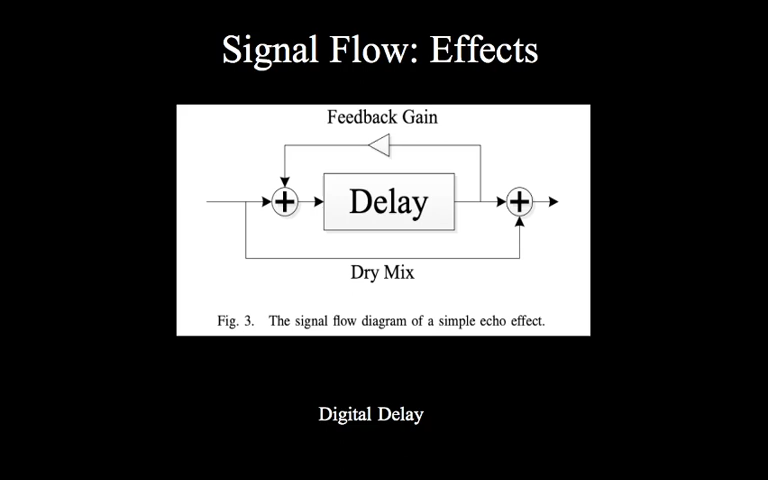 Signal Flow: Effects
Feedback Gain
+ Delay +
Dry Mix
Fig. 3. The signal flow diagram of a simple echo effect.
Digital Delay